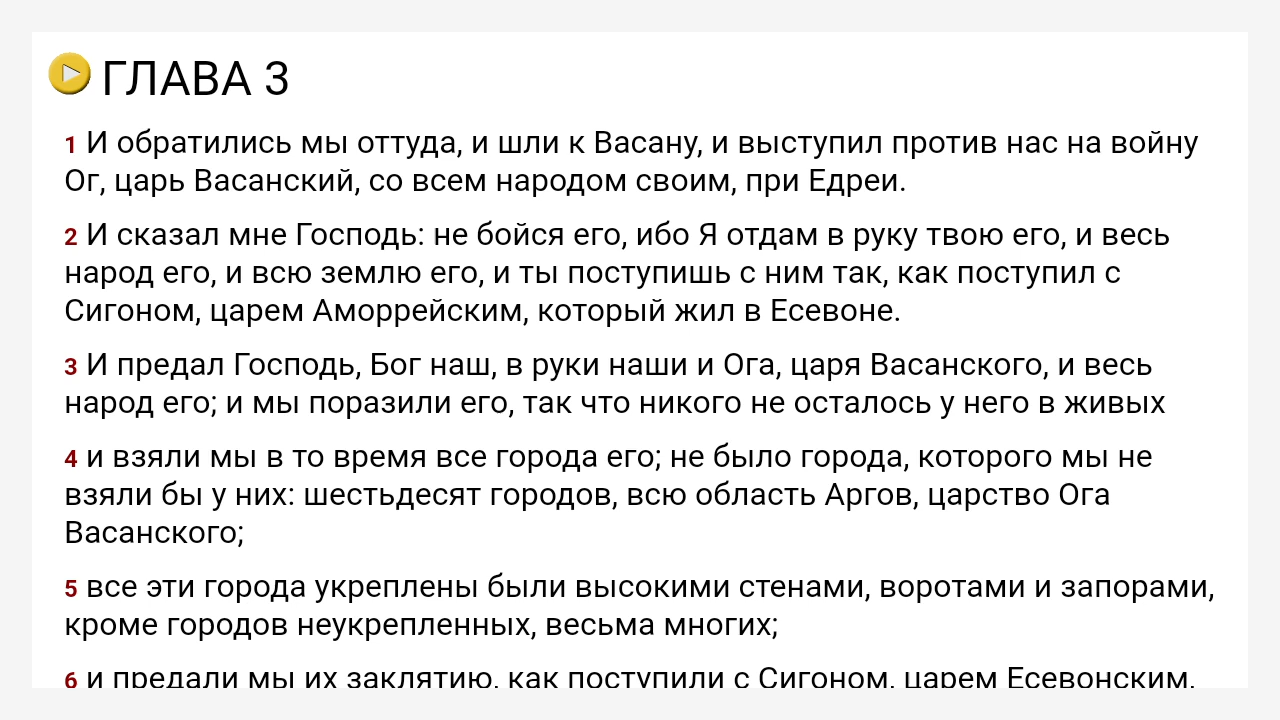 ГЛАВА 3
1 И обратились мы оттуда, и шли к Васану, и выступил против нас на войну
Ог, царь Васанский, со всем народом своим, при Едреи.
2 И сказал мне Господь: не бойся его, ибо Я отдам в руку твою его, и весь
народ его, и всю землю его, и ты поступишь с ним так, как поступил с
Сигоном, царем Аморрейским, который жил в Есевоне.
3 И предал Господь, Бог наш, в руки наши и Ога, царя Васанского, и весь
народ его; и мы поразили его, так что никого не осталось у него в живых
4 и взяли мы в то время все города его; не было города, которого мы не
взяли бы у них: шестьдесят городов, всю область Аргов, царство Ога
Васанского;
5 все эти города укреплены были высокими стенами, воротами и запорами,
кроме городов неукрепленных, весьма многих;
6 и предали мы их заклятию, как поступили с Сигоном, царем Есевонским,